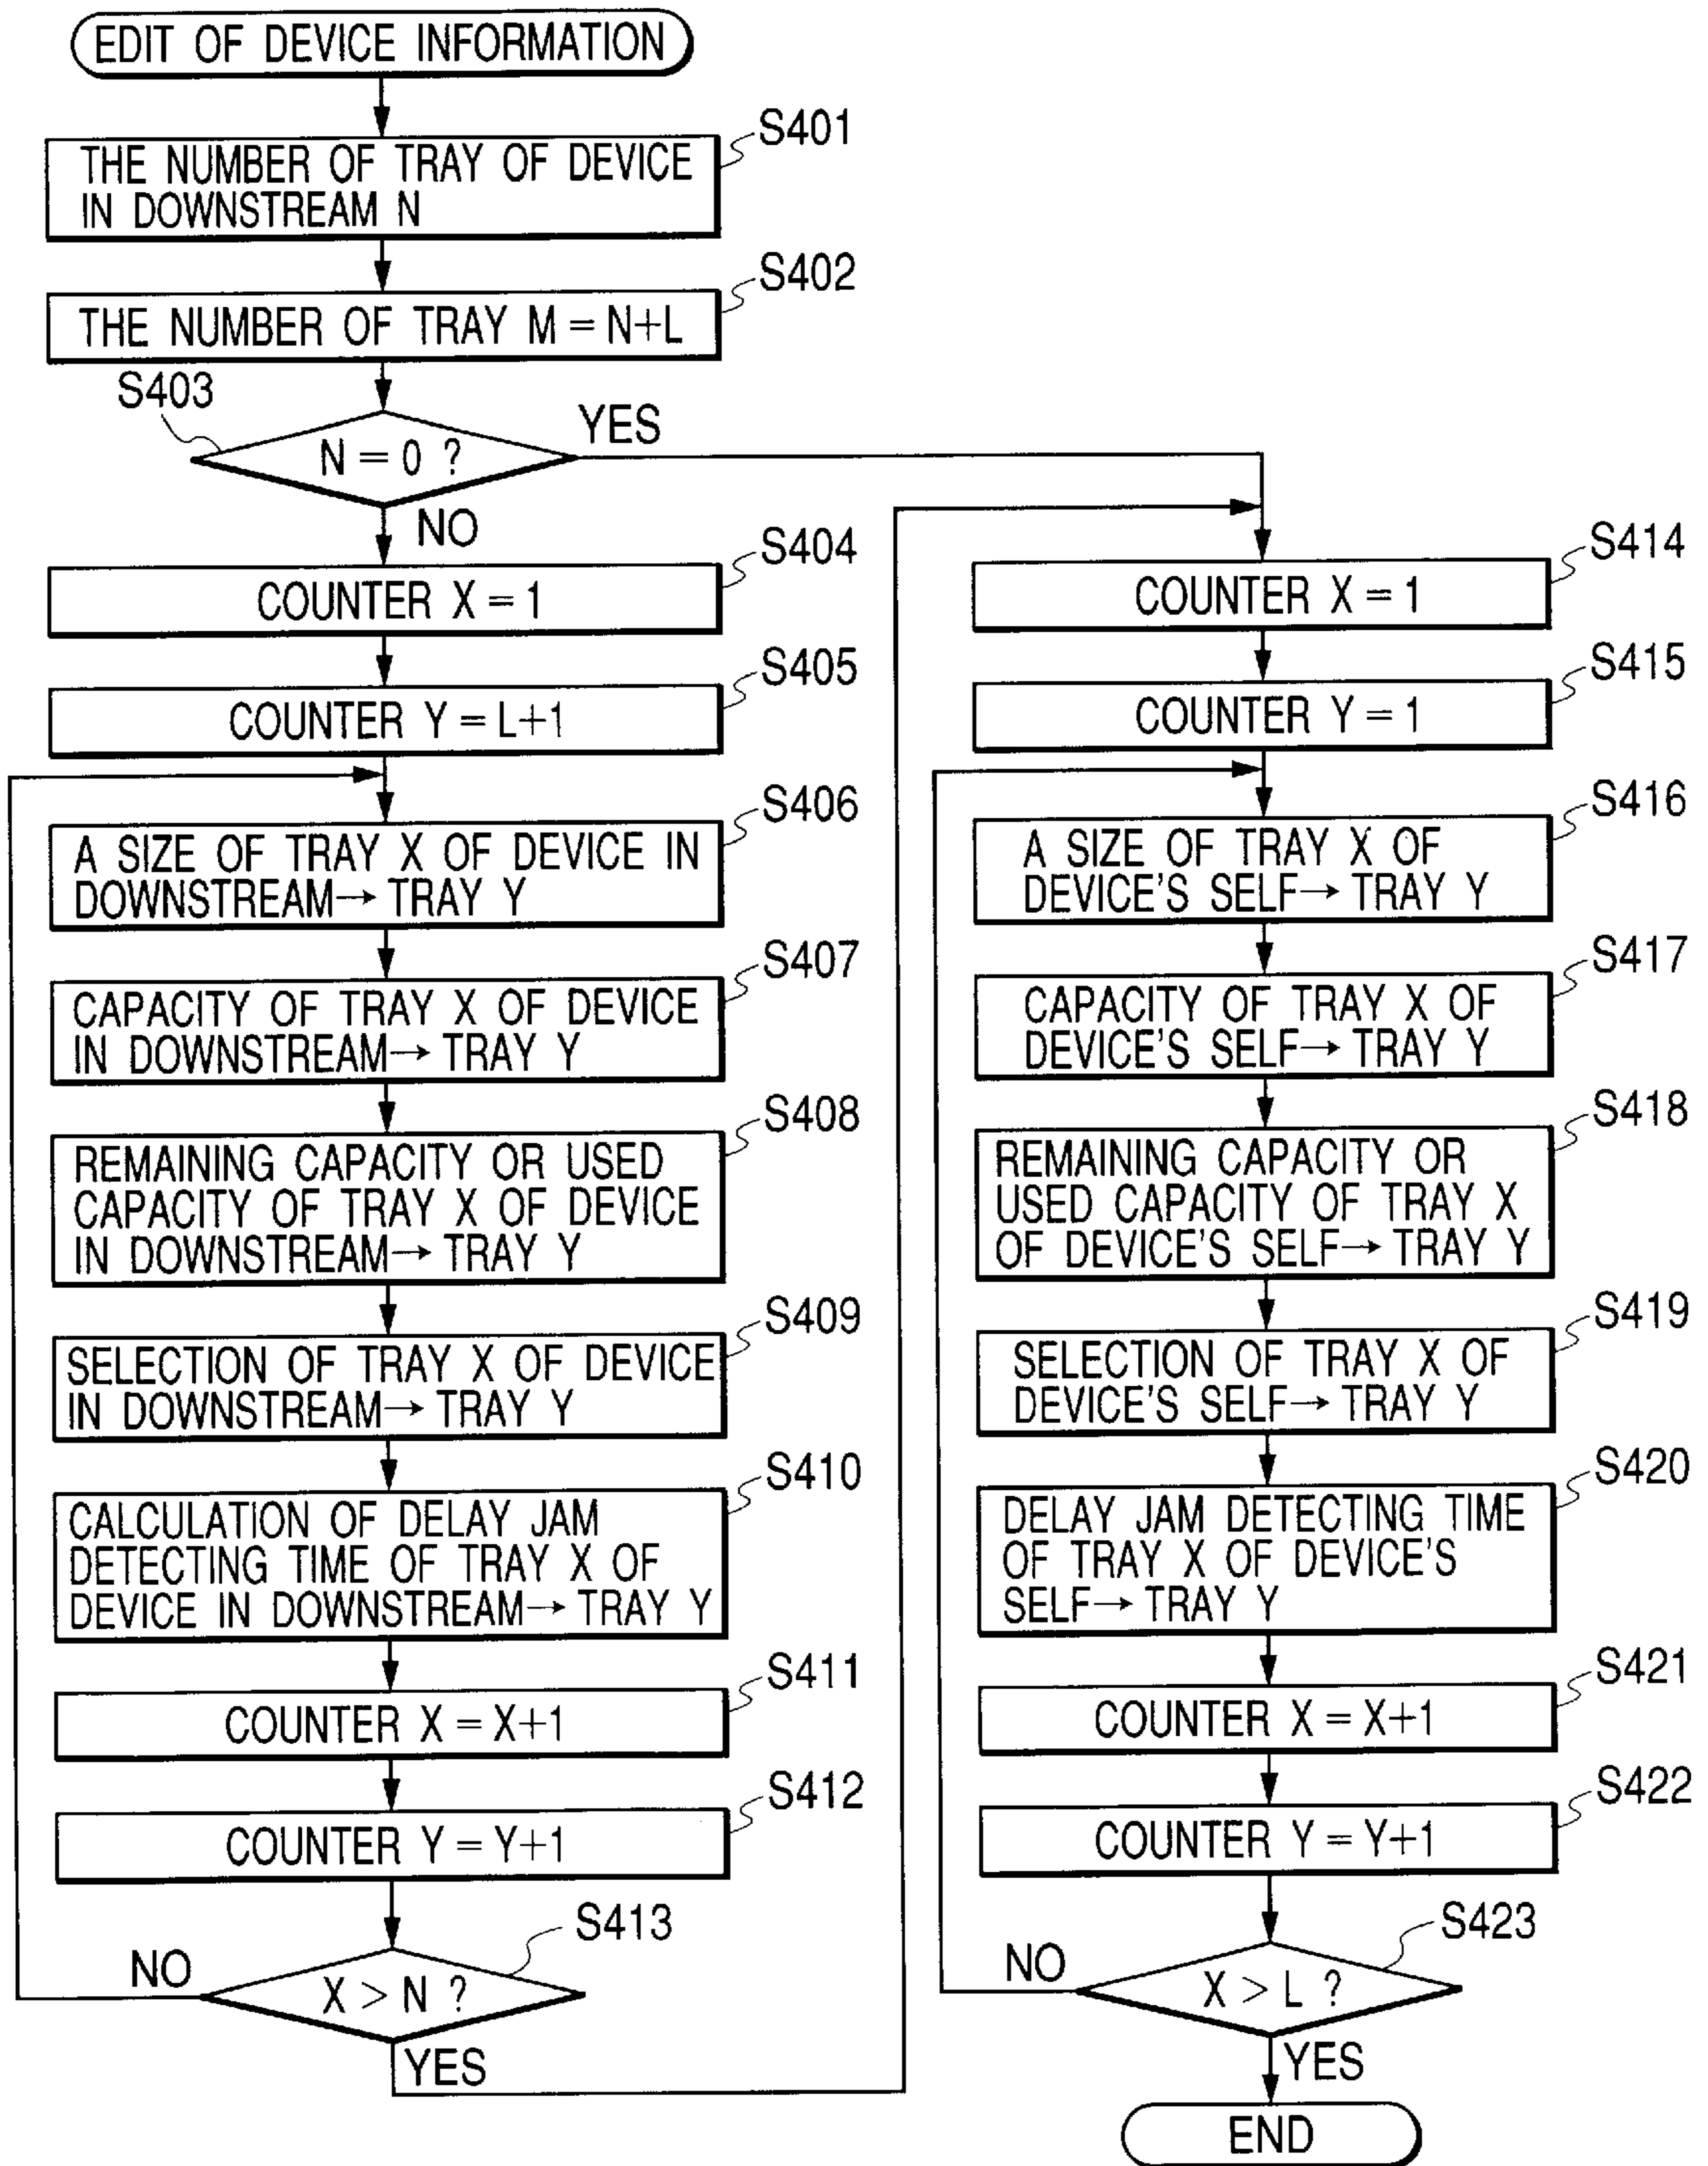 EDIT OF DEVICE INFORMATION
S401
THE NUMBER OF TRAY OF DEVICE
IN DOWNSTREAM N
S402
THE NUMBER OF TRAY M = N+L
S403
N = 0 ?
YES
NO
S404
COUNTER X = 1
S405
COUNTER Y = L+1
S406
A SIZE OF TRAY X OF DEVICE IN
DOWNSTREAM→ TRAY Y
S407
CAPACITY OF TRAY X OF DEVICE
IN DOWNSTREAM→ TRAY Y
S408
REMAINING CAPACITY OR USED
CAPACITY OF TRAY X OF DEVICE
IN DOWNSTREAM→ TRAY Y
S409
SELECTION OF TRAY X OF DEVICE
IN DOWNSTREAM→ TRAY Y
S410
CALCULATION OF DELAY JAM
DETECTING TIME OF TRAY X OF
DEVICE IN DOWNSTREAM→ TRAY Y
S411
COUNTER X = X+1
S412
COUNTER Y = Y+1
S413
NO
X > N ?
YES
S414
COUNTER X = 1
S415
COUNTER Y = 1
S416
A SIZE OF TRAY X OF
DEVICE'S SELF→ TRAY Y
S417
CAPACITY OF TRAY X OF
DEVICE'S SELF→ TRAY Y
S418
REMAINING CAPACITY OR
USED CAPACITY OF TRAY X
OF DEVICE'S SELF→ TRAY Y
S419
SELECTION OF TRAY X OF
DEVICE'S SELF→ TRAY Y
S420
DELAY JAM DETECTING TIME
OF TRAY X OF DEVICE'S
SELF→ TRAY Y
S421
COUNTER X = X+1
S422
COUNTER Y = Y+1
S423
NO
X > L ?
YES
END